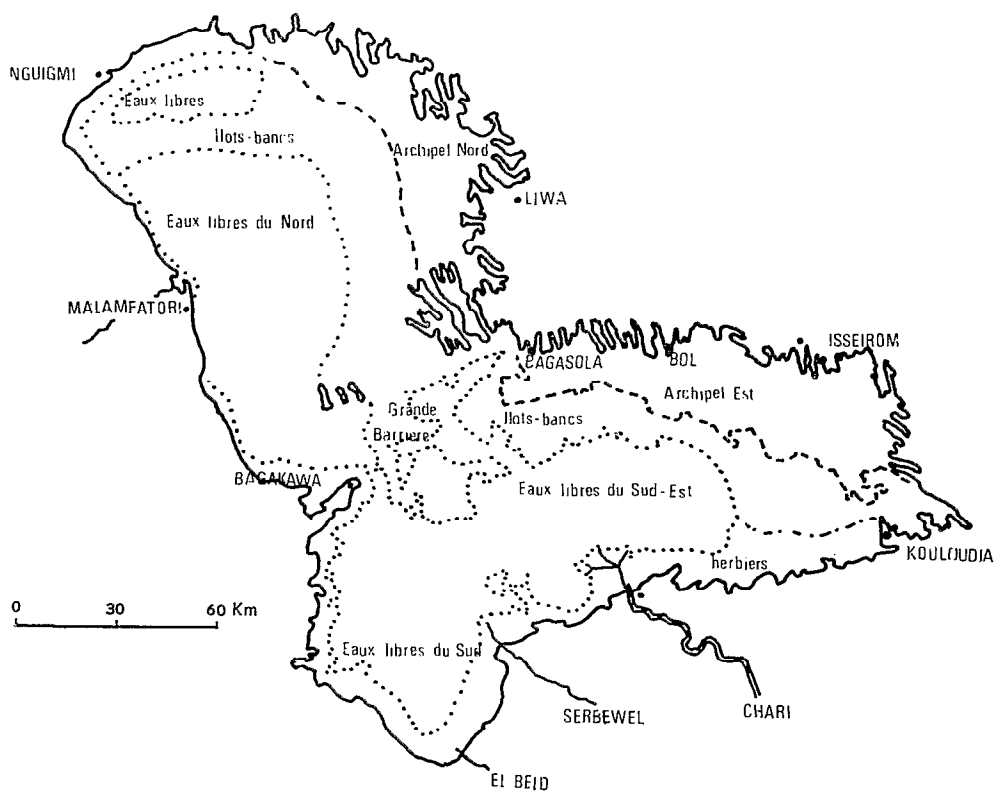 NGUIGMI
Eaux libres
Ilots-bancs
Archipel Nord
LIWA
Eaux libres du Nord
MALAMFATORI
BAGASOLA
BOL
ISSEIROM
Archipel Est
Grande
Barriere
Ilots-bancs
BAGAKAWA
Eaux libres du Sud-Est
herbiers
KOULOUDIA
0 30 60 Km
Eaux libres du Sud
SERBEWEL
CHARI
EL BEID